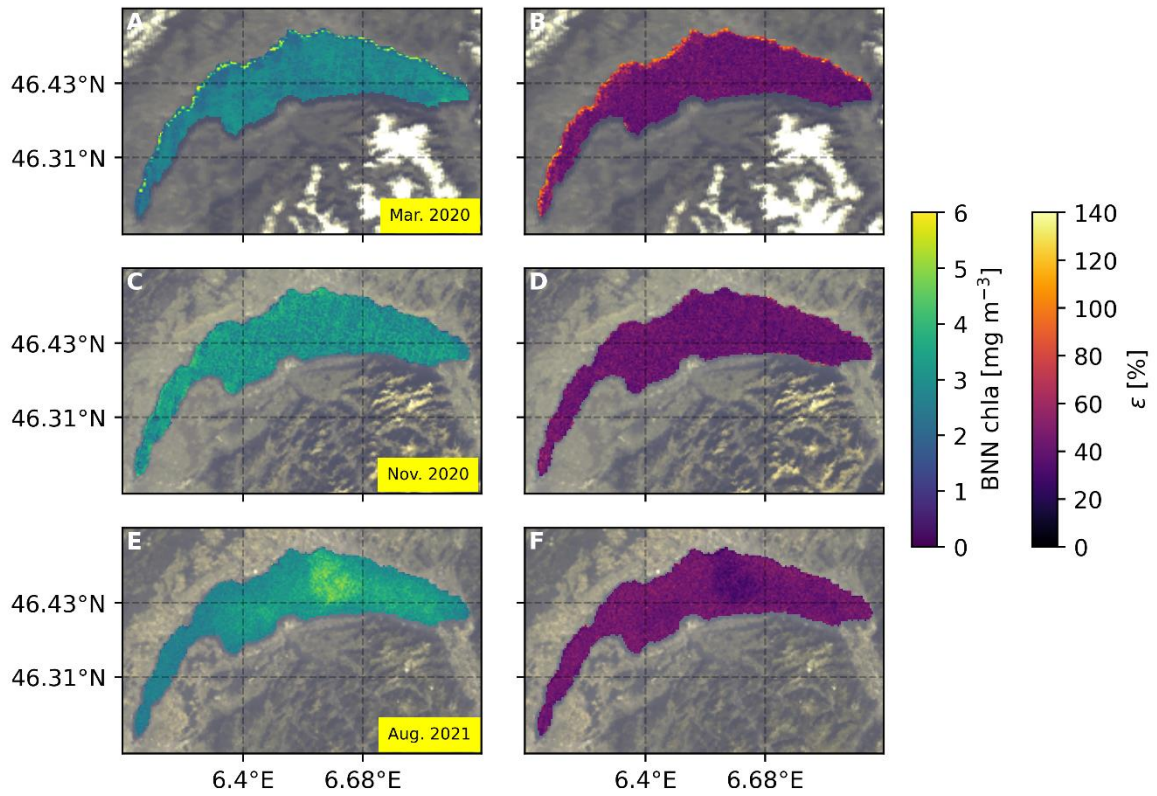 A
B
46.43°N
46.31°N
Mar. 2020
C
D
46.43°N
46.31°N
Nov. 2020
E
F
46.43°N
46.31°N
Aug. 2021
6.4°E
6.68°E
6.4°E
6.68°E
6
5
4
3
2
1
0
BNN chla [mg m⁻³]
140
120
100
80
60
40
20
0
ε [%]